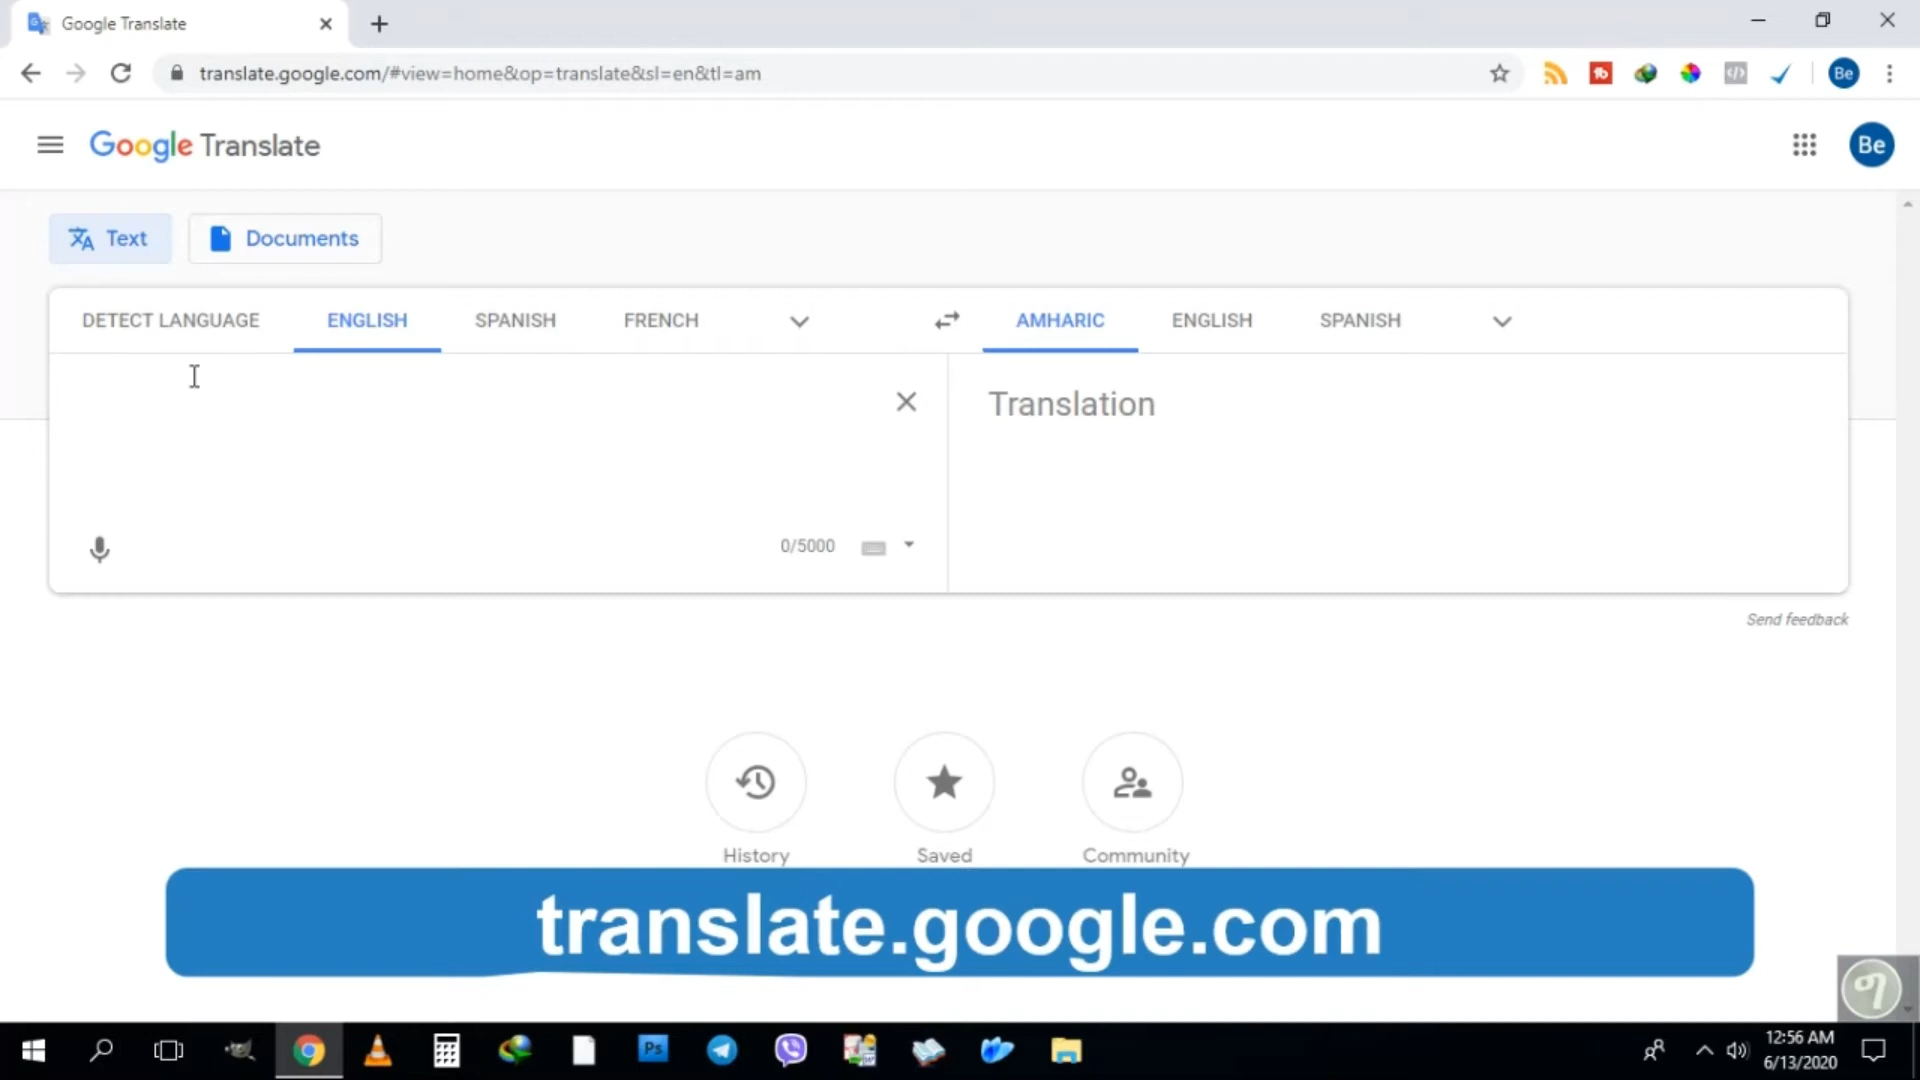 Google Translate
translate.google.com/#view=home&op=translate&sl=en&tl=am
Be
Google Translate
Be
Text
Documents
DETECT LANGUAGE
ENGLISH
SPANISH
FRENCH
AMHARIC
ENGLISH
SPANISH
Translation
0/5000
Send feedback
History
Saved
Community
translate.google.com
ግ
Ps
12:56 AM
6/13/2020